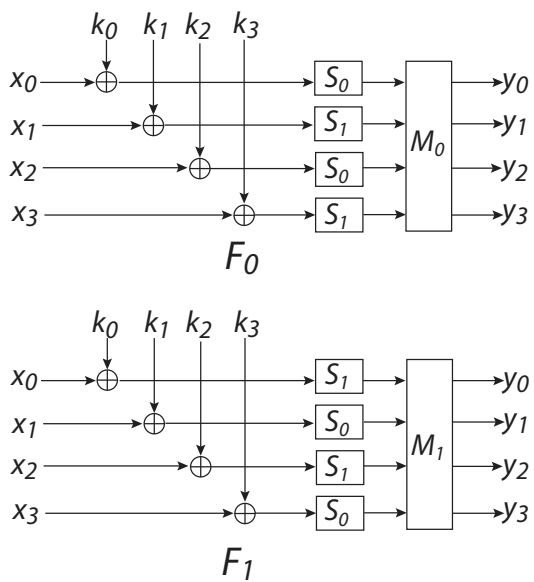 k0 k1 k2 k3
x0 S0 y0
x1 S1 y1
M0
x2 S0 y2
x3 S1 y3
F0
k0 k1 k2 k3
x0 S1 y0
x1 S0 y1
M1
x2 S1 y2
x3 S0 y3
F1